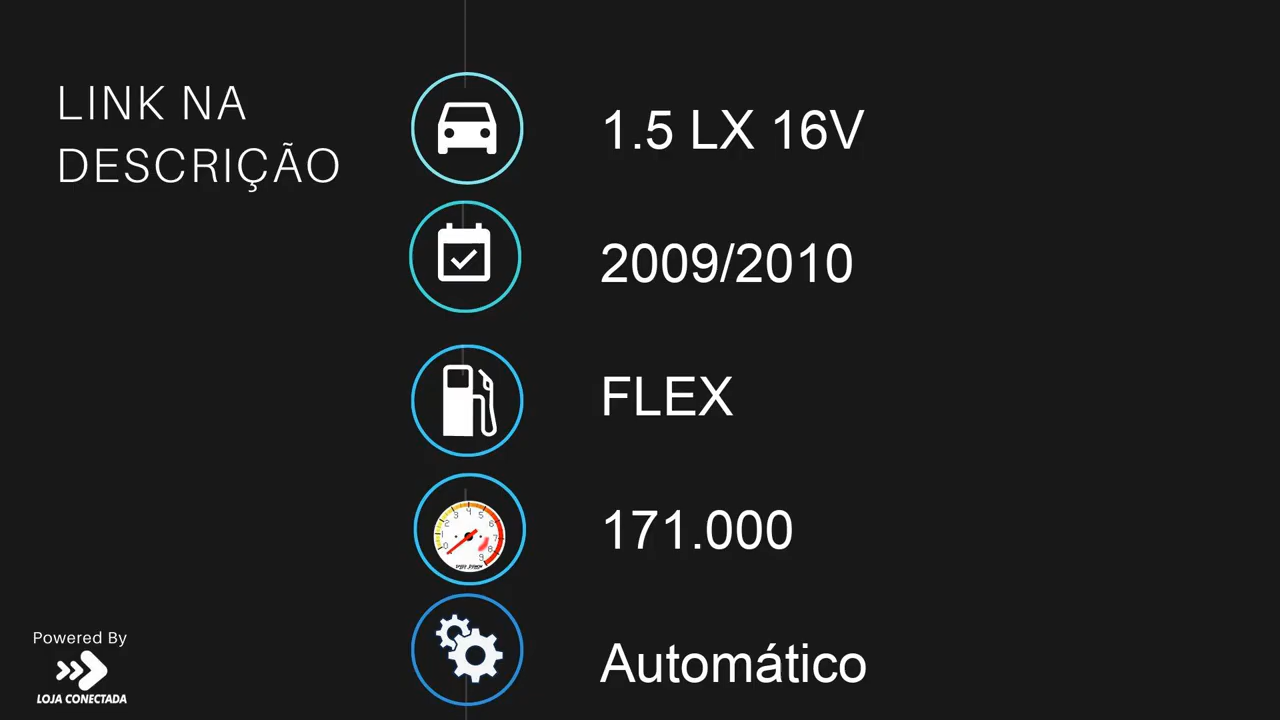 LINK NA
DESCRIÇÃO
1.5 LX 16V
2009/2010
FLEX
171.000
Automático
Powered By
LOJA CONECTADA